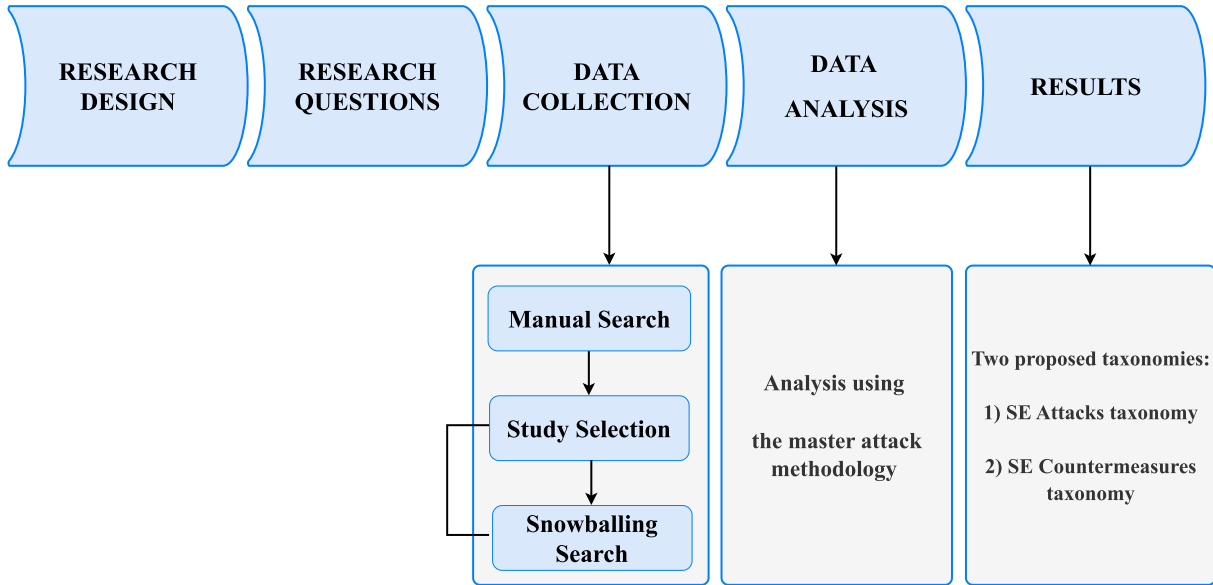 RESEARCH
DESIGN
RESEARCH
QUESTIONS
DATA
COLLECTION
DATA
ANALYSIS
RESULTS
Manual Search
Study Selection
Snowballing
Search
Analysis using
the master attack
methodology
Two proposed taxonomies:
1) SE Attacks taxonomy
2) SE Countermeasures
taxonomy